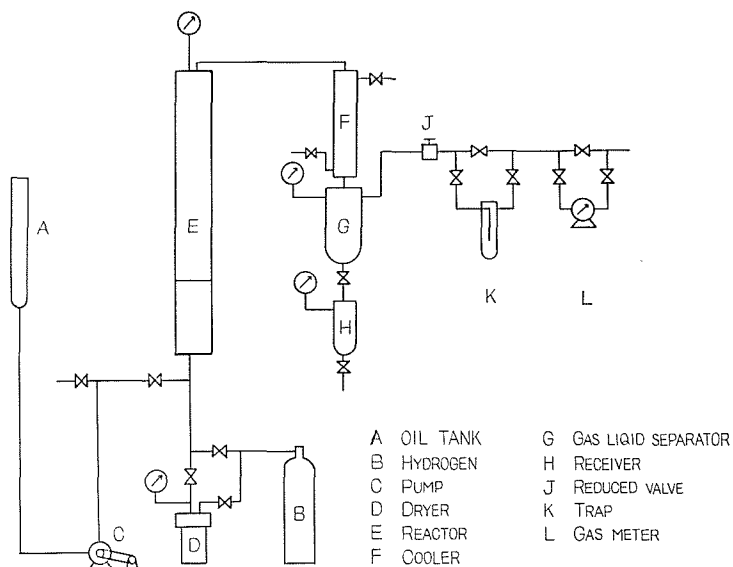 J
F
A
E
G
K
L
H
C
D
B
A OIL TANK
B HYDROGEN
C PUMP
D DRYER
E REACTOR
F COOLER
G GAS LIQID SEPARATOR
H RECEIVER
J REDUCED VALVE
K TRAP
L GAS METER